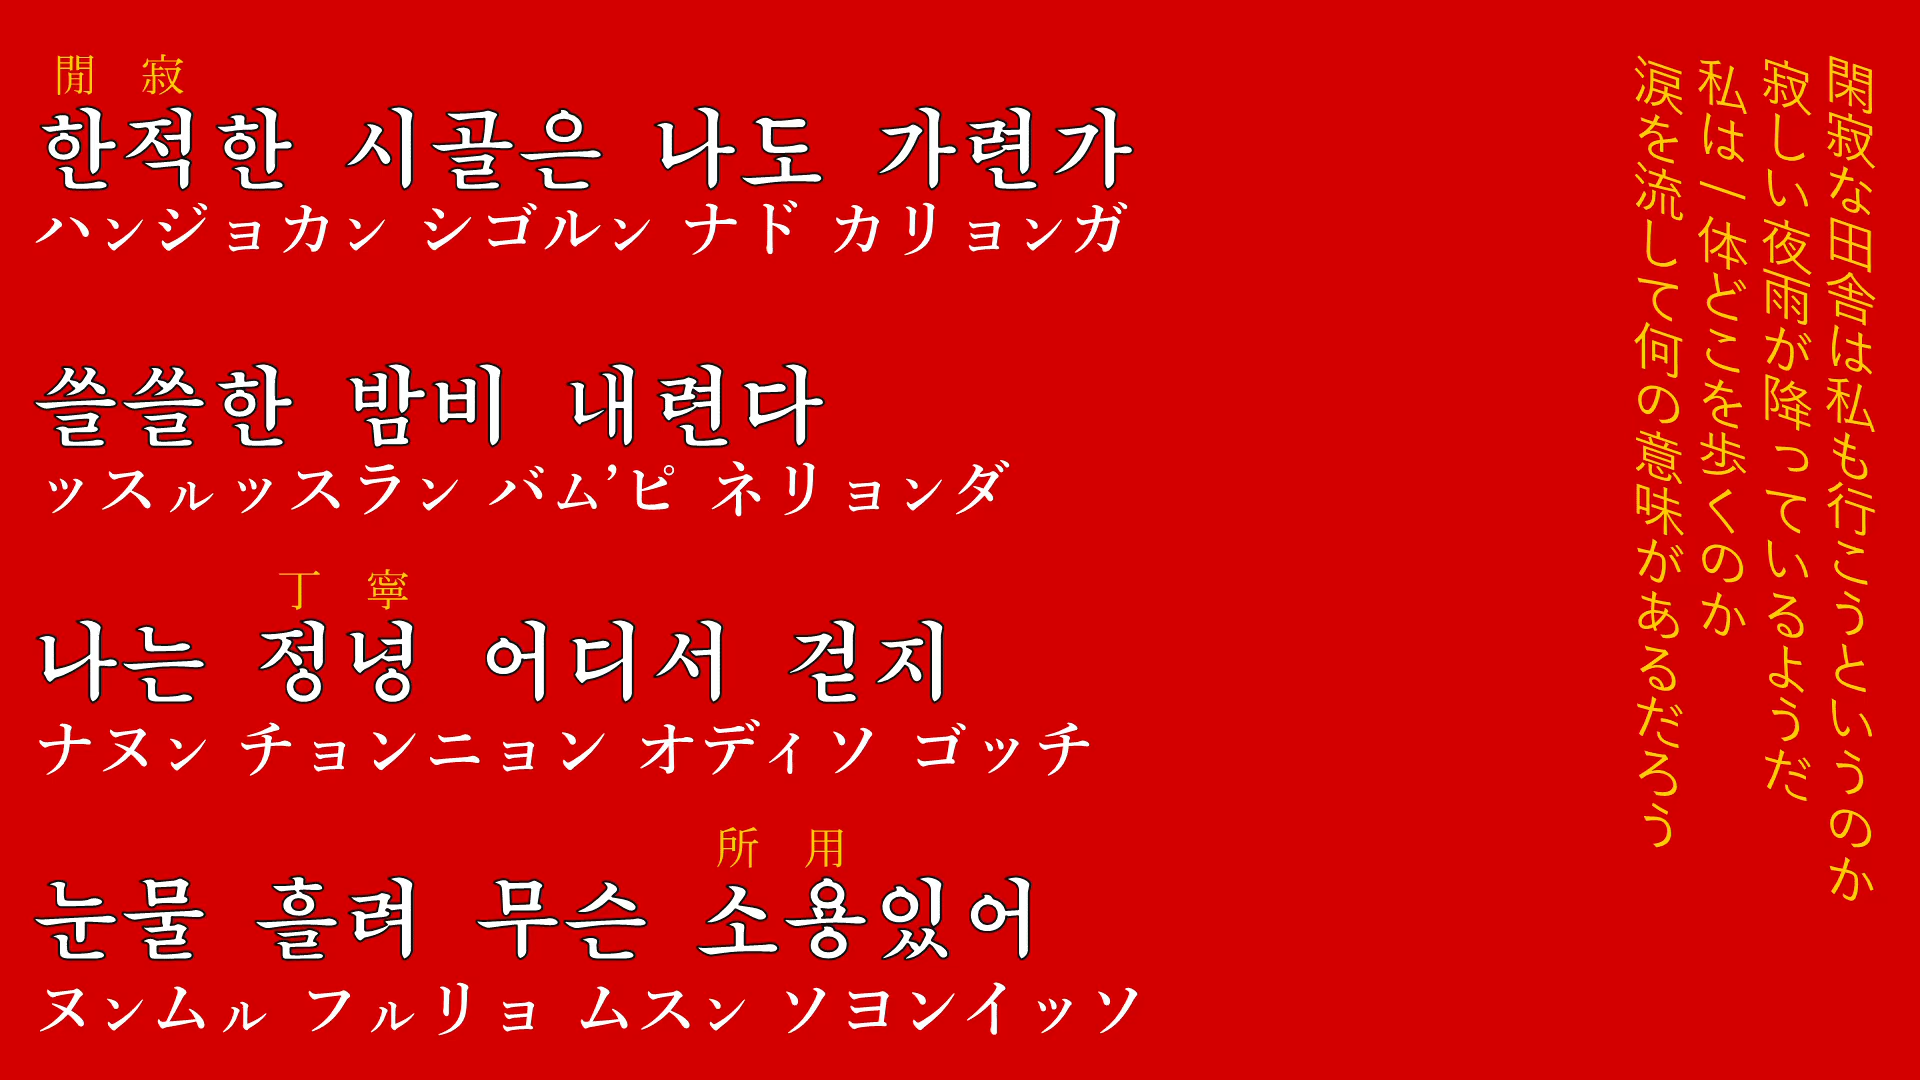 閒寂
한적한 시골은 나도 가련가
ハンジョカン シゴルン ナド カリョンガ
쓸쓸한 밤비 내련다
ッスルッスラン バム’ピ ネリョンダ
丁寧
나는 정녕 어디서 걷지
ナヌン チョンニョン オディソ ゴッチ
所用
눈물 흘려 무슨 소용있어
ヌンムル フルリョ ムスン ソヨンイッソ
閑寂な田舎は私も行こうというのか
寂しい夜雨が降っているようだ
私は一体どこを歩くのか
涙を流して何の意味があるだろう